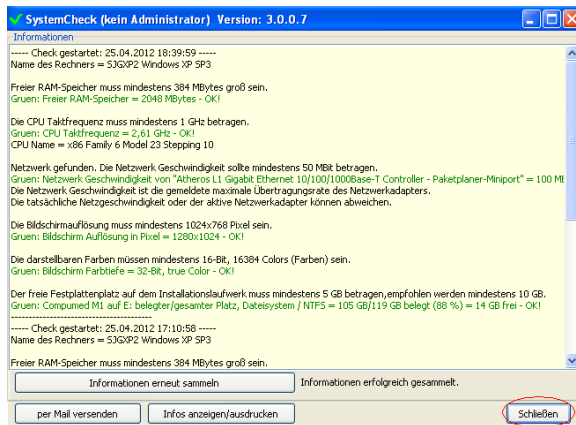 SystemCheck (kein Administrator) Version: 3.0.0.7
Informationen
----- Check gestartet: 25.04.2012 18:39:59 -----
Name des Rechners = SJGXP2 Windows XP SP3
Freier RAM-Speicher muss mindestens 384 MBytes groß sein.
Gruen: Freier RAM-Speicher = 2048 MBytes - OK!
Die CPU Taktfrequenz muss mindestens 1 GHz betragen.
Gruen: CPU Taktfrequenz = 2,61 GHz - OK!
CPU Name = x86 Family 6 Model 23 Stepping 10
Netzwerk gefunden. Die Netzwerk Geschwindigkeit sollte mindestens 50 MBit betragen.
Gruen: Netzwerk Geschwindigkeit von "Atheros L1 Gigabit Ethernet 10/100/1000Base-T Controller - Paketplaner-Miniport" = 100 MB
Die Netzwerk Geschwindigkeit ist die gemeldete maximale Übertragungsrate des Netzwerkadapters.
Die tatsächliche Netzgeschwindigkeit oder der aktive Netzwerkadapter können abweichen.
Die Bildschirmauflösung muss mindestens 1024x768 Pixel sein.
Gruen: Bildschirm Auflösung in Pixel = 1280x1024 - OK!
Die darstellbaren Farben müssen mindestens 16-Bit, 16384 Colors (Farben) sein.
Gruen: Bildschirm Farbtiefe = 32-Bit, true Color - OK!
Der freie Festplattenplatz auf dem Installationslaufwerk muss mindestens 5 GB betragen,empfohlen werden mindestens 10 GB.
Gruen: Compumed M1 auf E: belegter/gesamter Platz, Dateisystem / NTFS = 105 GB/119 GB belegt (88 %) = 14 GB frei - OK!
----------------------------------------
----- Check gestartet: 25.04.2012 17:10:58 -----
Name des Rechners = SJGXP2 Windows XP SP3
Freier RAM-Speicher muss mindestens 384 MBytes groß sein.
Informationen erneut sammeln
Informationen erfolgreich gesammelt.
per Mail versenden
Infos anzeigen/ausdrucken
Schließen